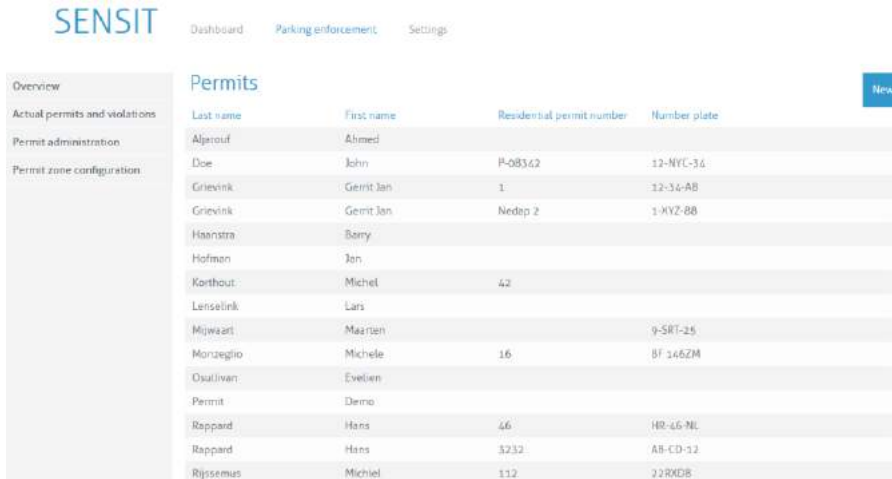 SENSIT Dashboard Parking enforcement Settings
Overview
Actual permits and violations
Permit administration
Permit zone configuration
Permits
New
Last name First name Residential permit number Number plate
Aljarouf Ahmed
Doe John P-08342 12-NYC-34
Grievink Gerrit Jan 1 12-34-AB
Grievink Gerrit Jan Nedap 2 1-XYZ-88
Haanstra Barry
Hofman Jan
Korthout Michel 42
Lenselink Lars
Mijwaart Maarten 9-SRT-25
Monzeglio Michele 16 BF 146ZM
Osullivan Evelien
Permit Demo
Rappard Hans 46 HR-46-NL
Rappard Hans 3232 AB-CD-12
Rijssemus Michiel 112 22RXDB